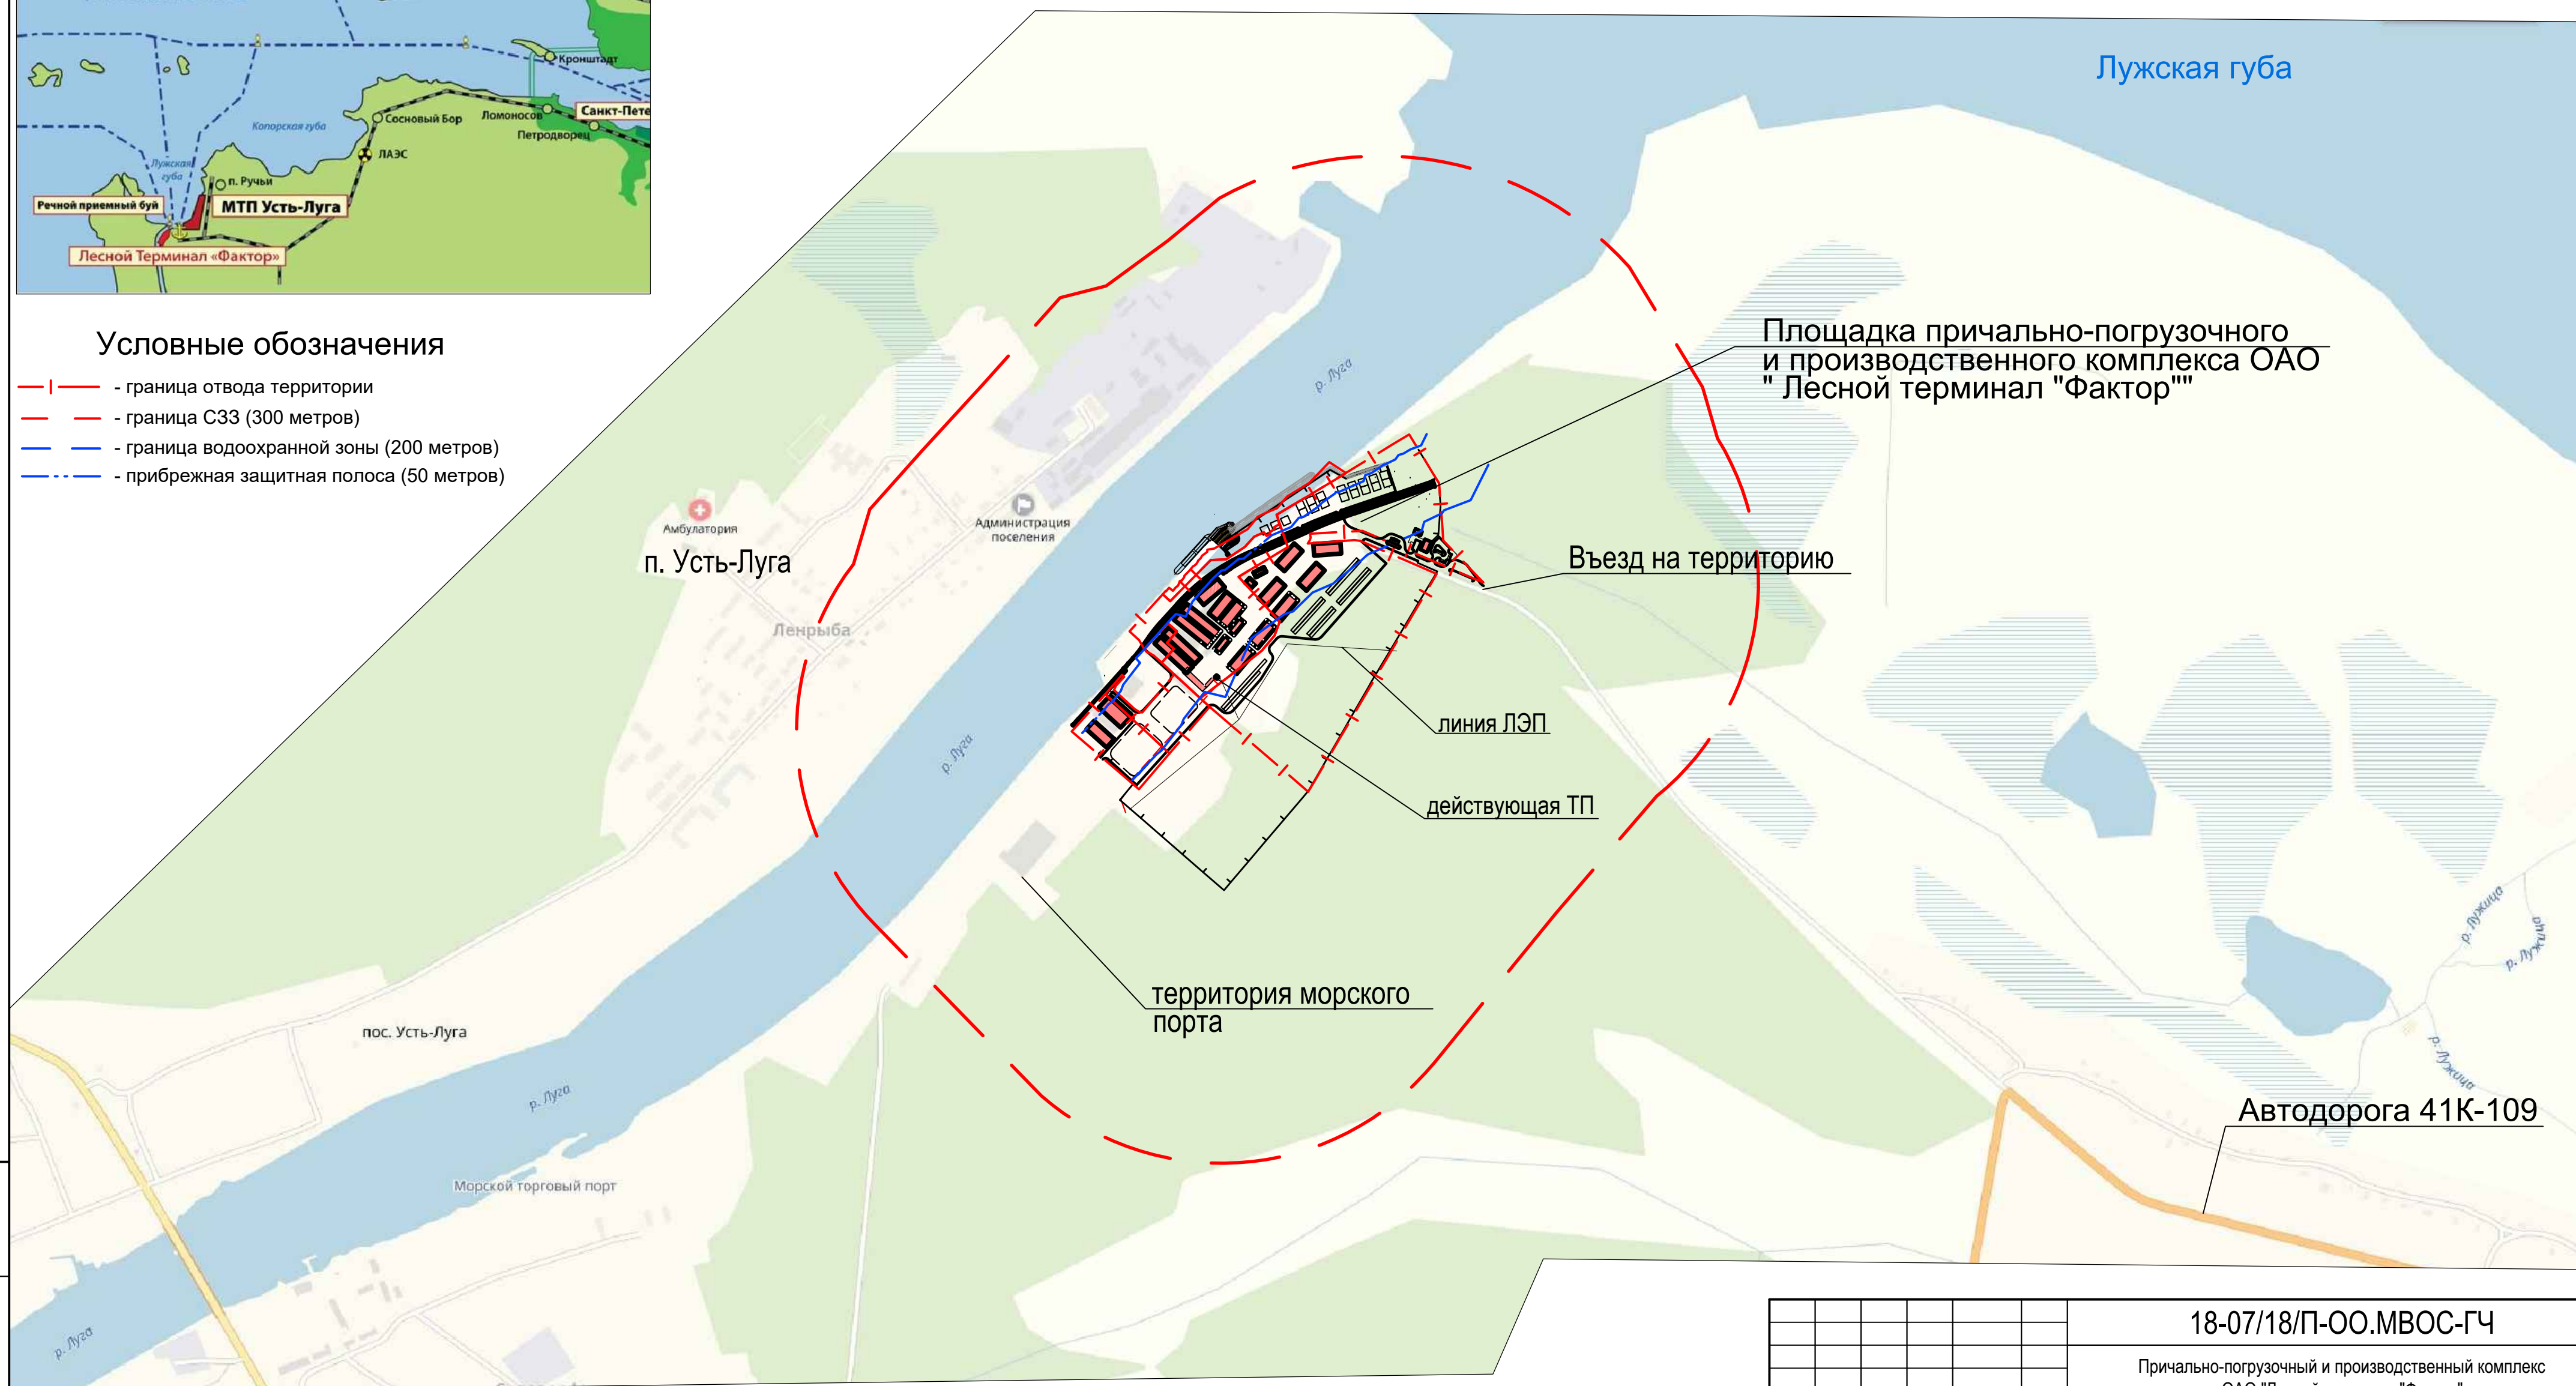 Кронштадт
Санкт-Пете
Сосновый Бор
Ломоносов
Петродворец
Копорская губа
ЛАЭС
Лужская
губа
п. Ручьи
Речной приемный буй
МТП Усть-Луга
Лесной Терминал «Фактор»
Условные обозначения
- граница отвода территории
- граница СЗЗ (300 метров)
- граница водоохранной зоны (200 метров)
- прибрежная защитная полоса (50 метров)
Лужская губа
Площадка причально-погрузочного
и производственного комплекса ОАО
" Лесной терминал "Фактор""
р. Луга
Амбулатория
Администрация
поселения
п. Усть-Луга
Въезд на территорию
Ленрыба
линия ЛЭП
р. Луга
действующая ТП
территория морского
порта
р. Лужица
р. Лужица
р. Лужица
пос. Усть-Луга
р. Луга
Автодорога 41К-109
Морской торговый порт
р. Луга
18-07/18/П-ОО.МВОС-ГЧ
Причально-погрузочный и производственный комплекс